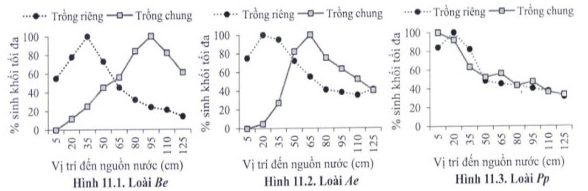 Trồng riêng Trồng chung
% sinh khối tối đa
100
80
60
40
20
0
5 20 35 50 65 80 95 110 125
Vị trí đến nguồn nước (cm)
Hình 11.1. Loài Be
Trồng riêng Trồng chung
% sinh khối tối đa
100
80
60
40
20
0
5 20 35 50 65 80 95 110 125
Vị trí đến nguồn nước (cm)
Hình 11.2. Loài Ae
Trồng riêng Trồng chung
% sinh khối tối đa
100
80
60
40
20
0
5 20 35 50 65 80 95 110 125
Vị trí đến nguồn nước (cm)
Hình 11.3. Loài Pp